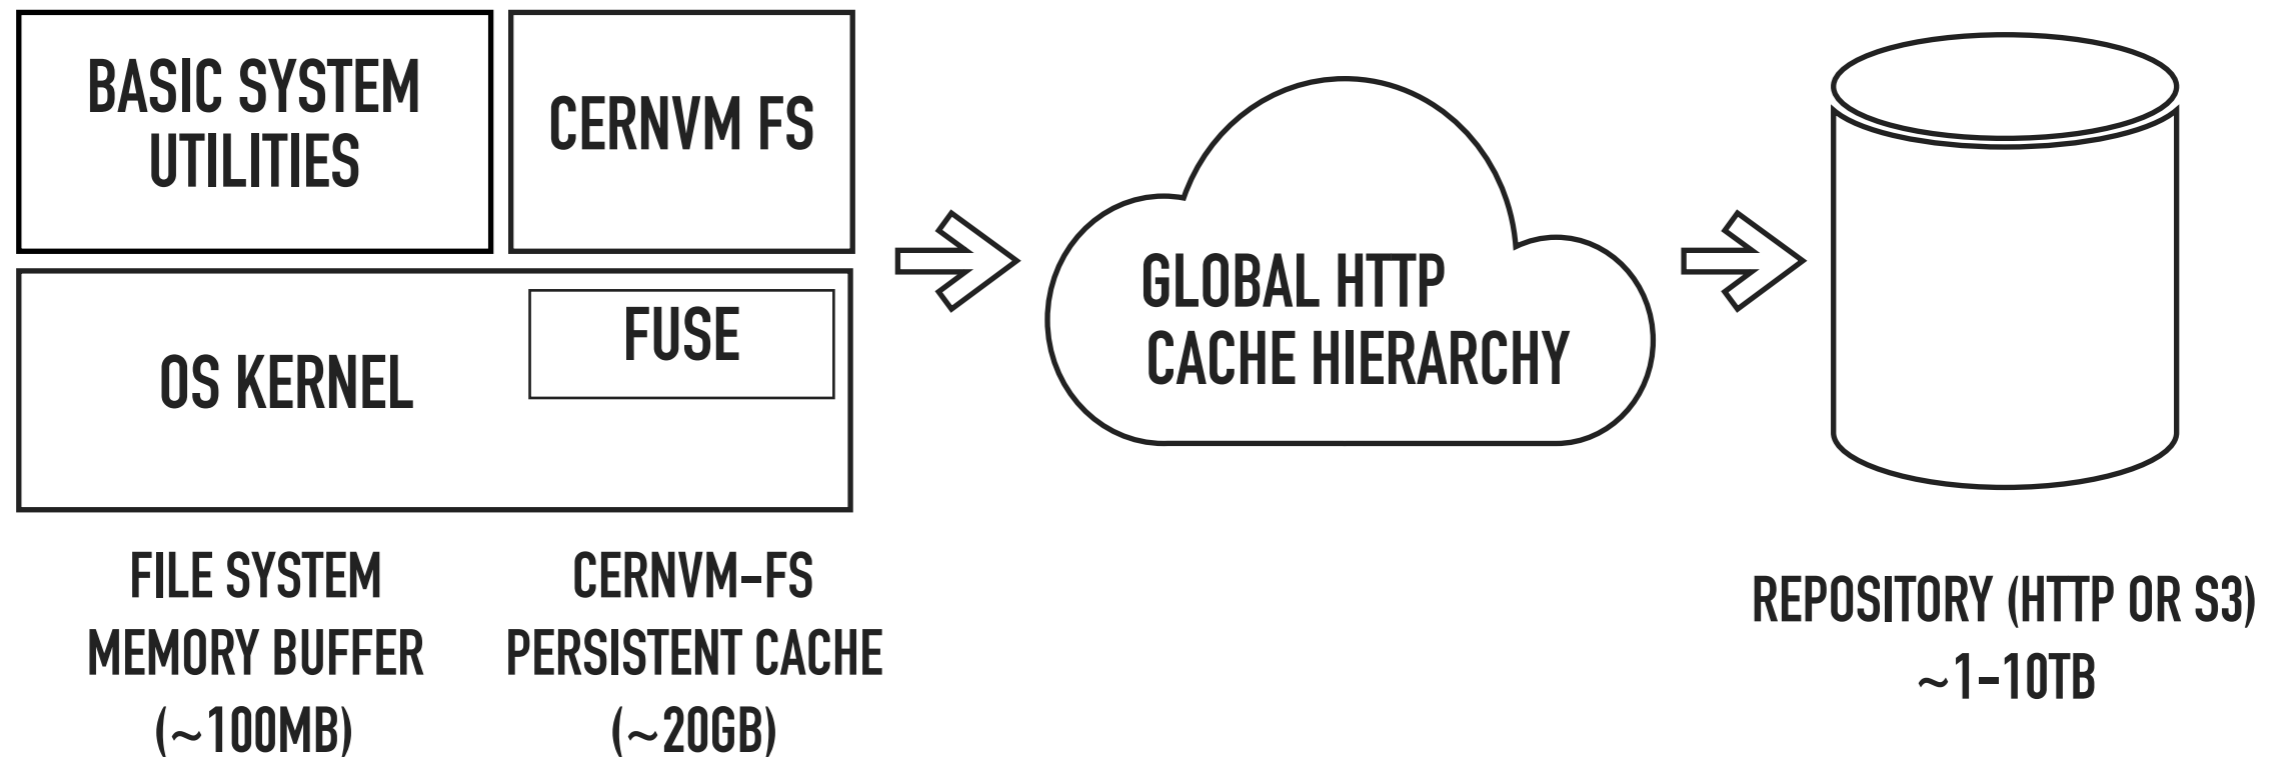 BASIC SYSTEM
UTILITIES
CERNVM FS
OS KERNEL
FUSE
FILE SYSTEM
MEMORY BUFFER
(~100MB)
CERNVM-FS
PERSISTENT CACHE
(~20GB)
GLOBAL HTTP
CACHE HIERARCHY
REPOSITORY (HTTP OR S3)
~1-10TB